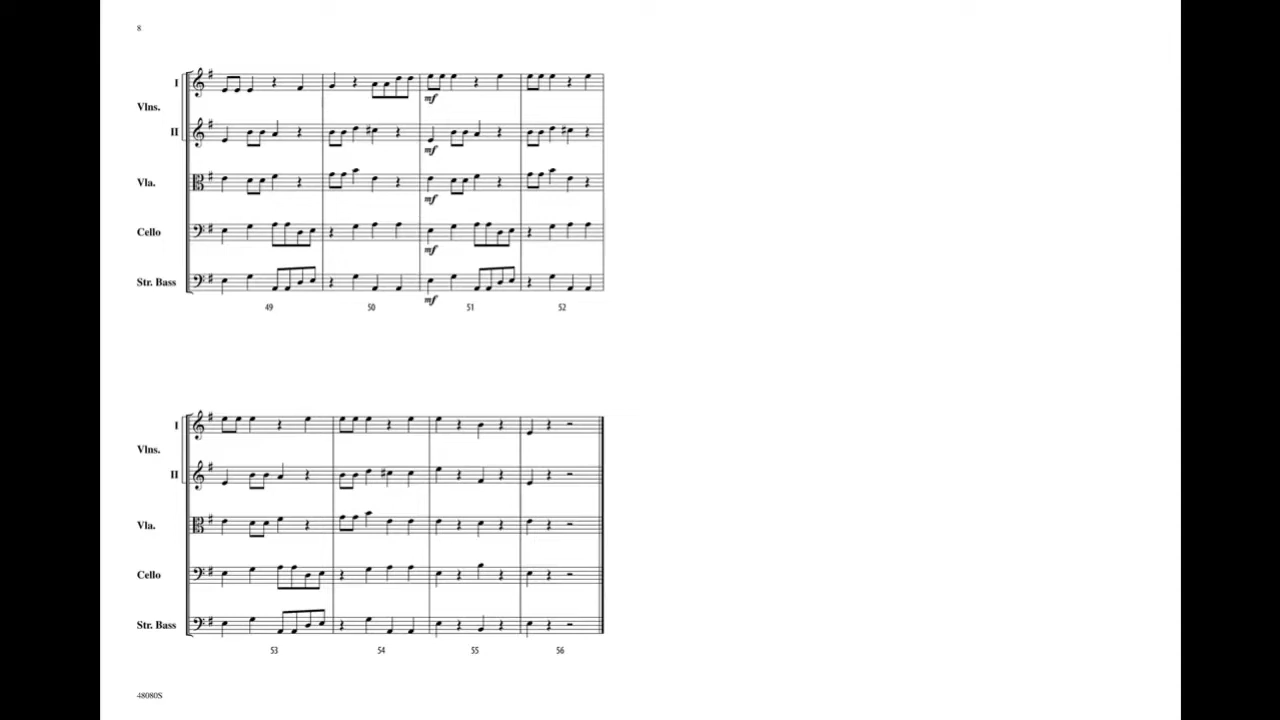 8
I
Vlns.
II
Vla.
Cello
Str. Bass
mf
mf
mf
mf
mf
49 50 51 52
I
Vlns.
II
Vla.
Cello
Str. Bass
53 54 55 56
48080S